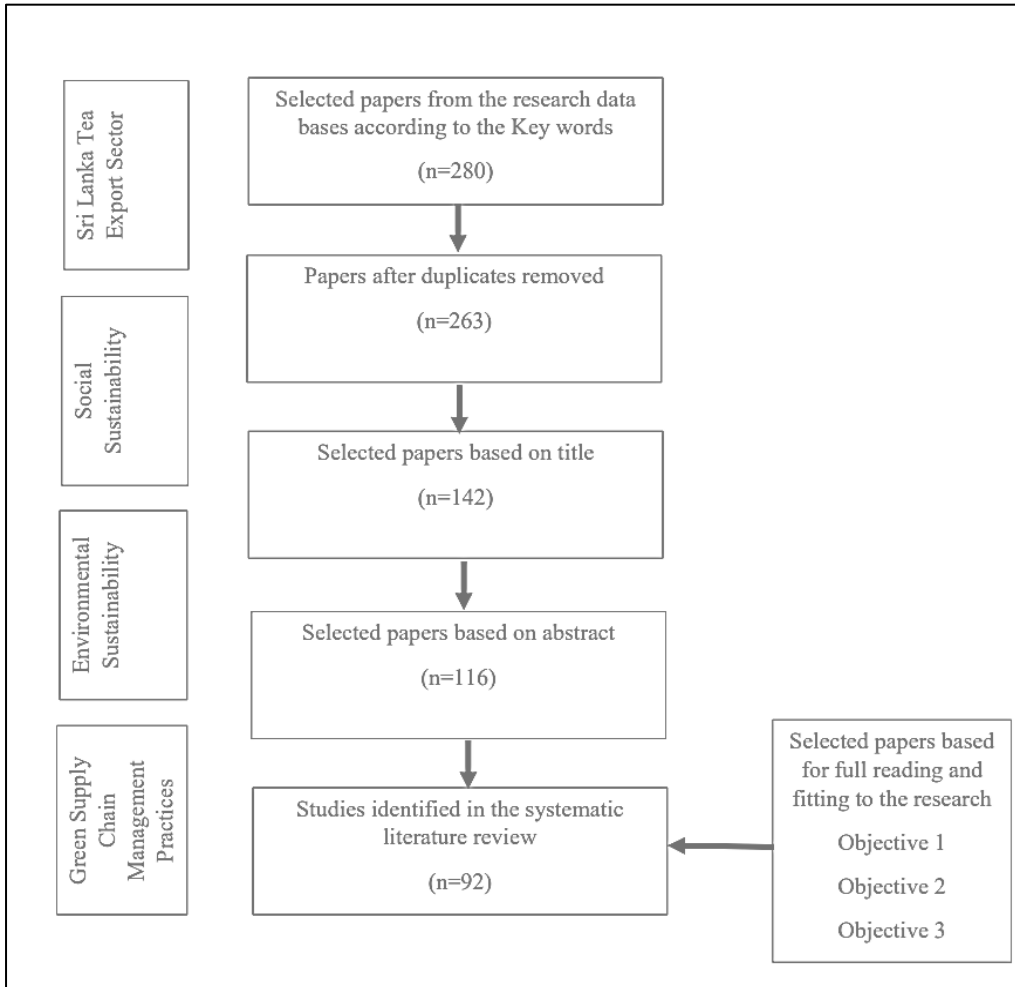 Sri Lanka Tea
Export Sector
Social
Sustainability
Environmental
Sustainability
Green Supply
Chain
Management
Practices
Selected papers from the research data
bases according to the Key words
(n=280)
Papers after duplicates removed
(n=263)
Selected papers based on title
(n=142)
Selected papers based on abstract
(n=116)
Studies identified in the systematic
literature review
(n=92)
Selected papers based
for full reading and
fitting to the research
Objective 1
Objective 2
Objective 3